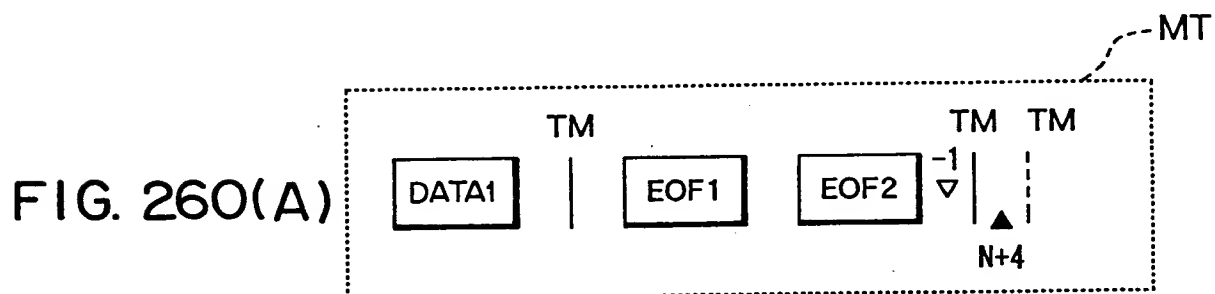 MT
TM TM TM
FIG. 260(A) DATA1 EOF1 EOF2 -1
N+4